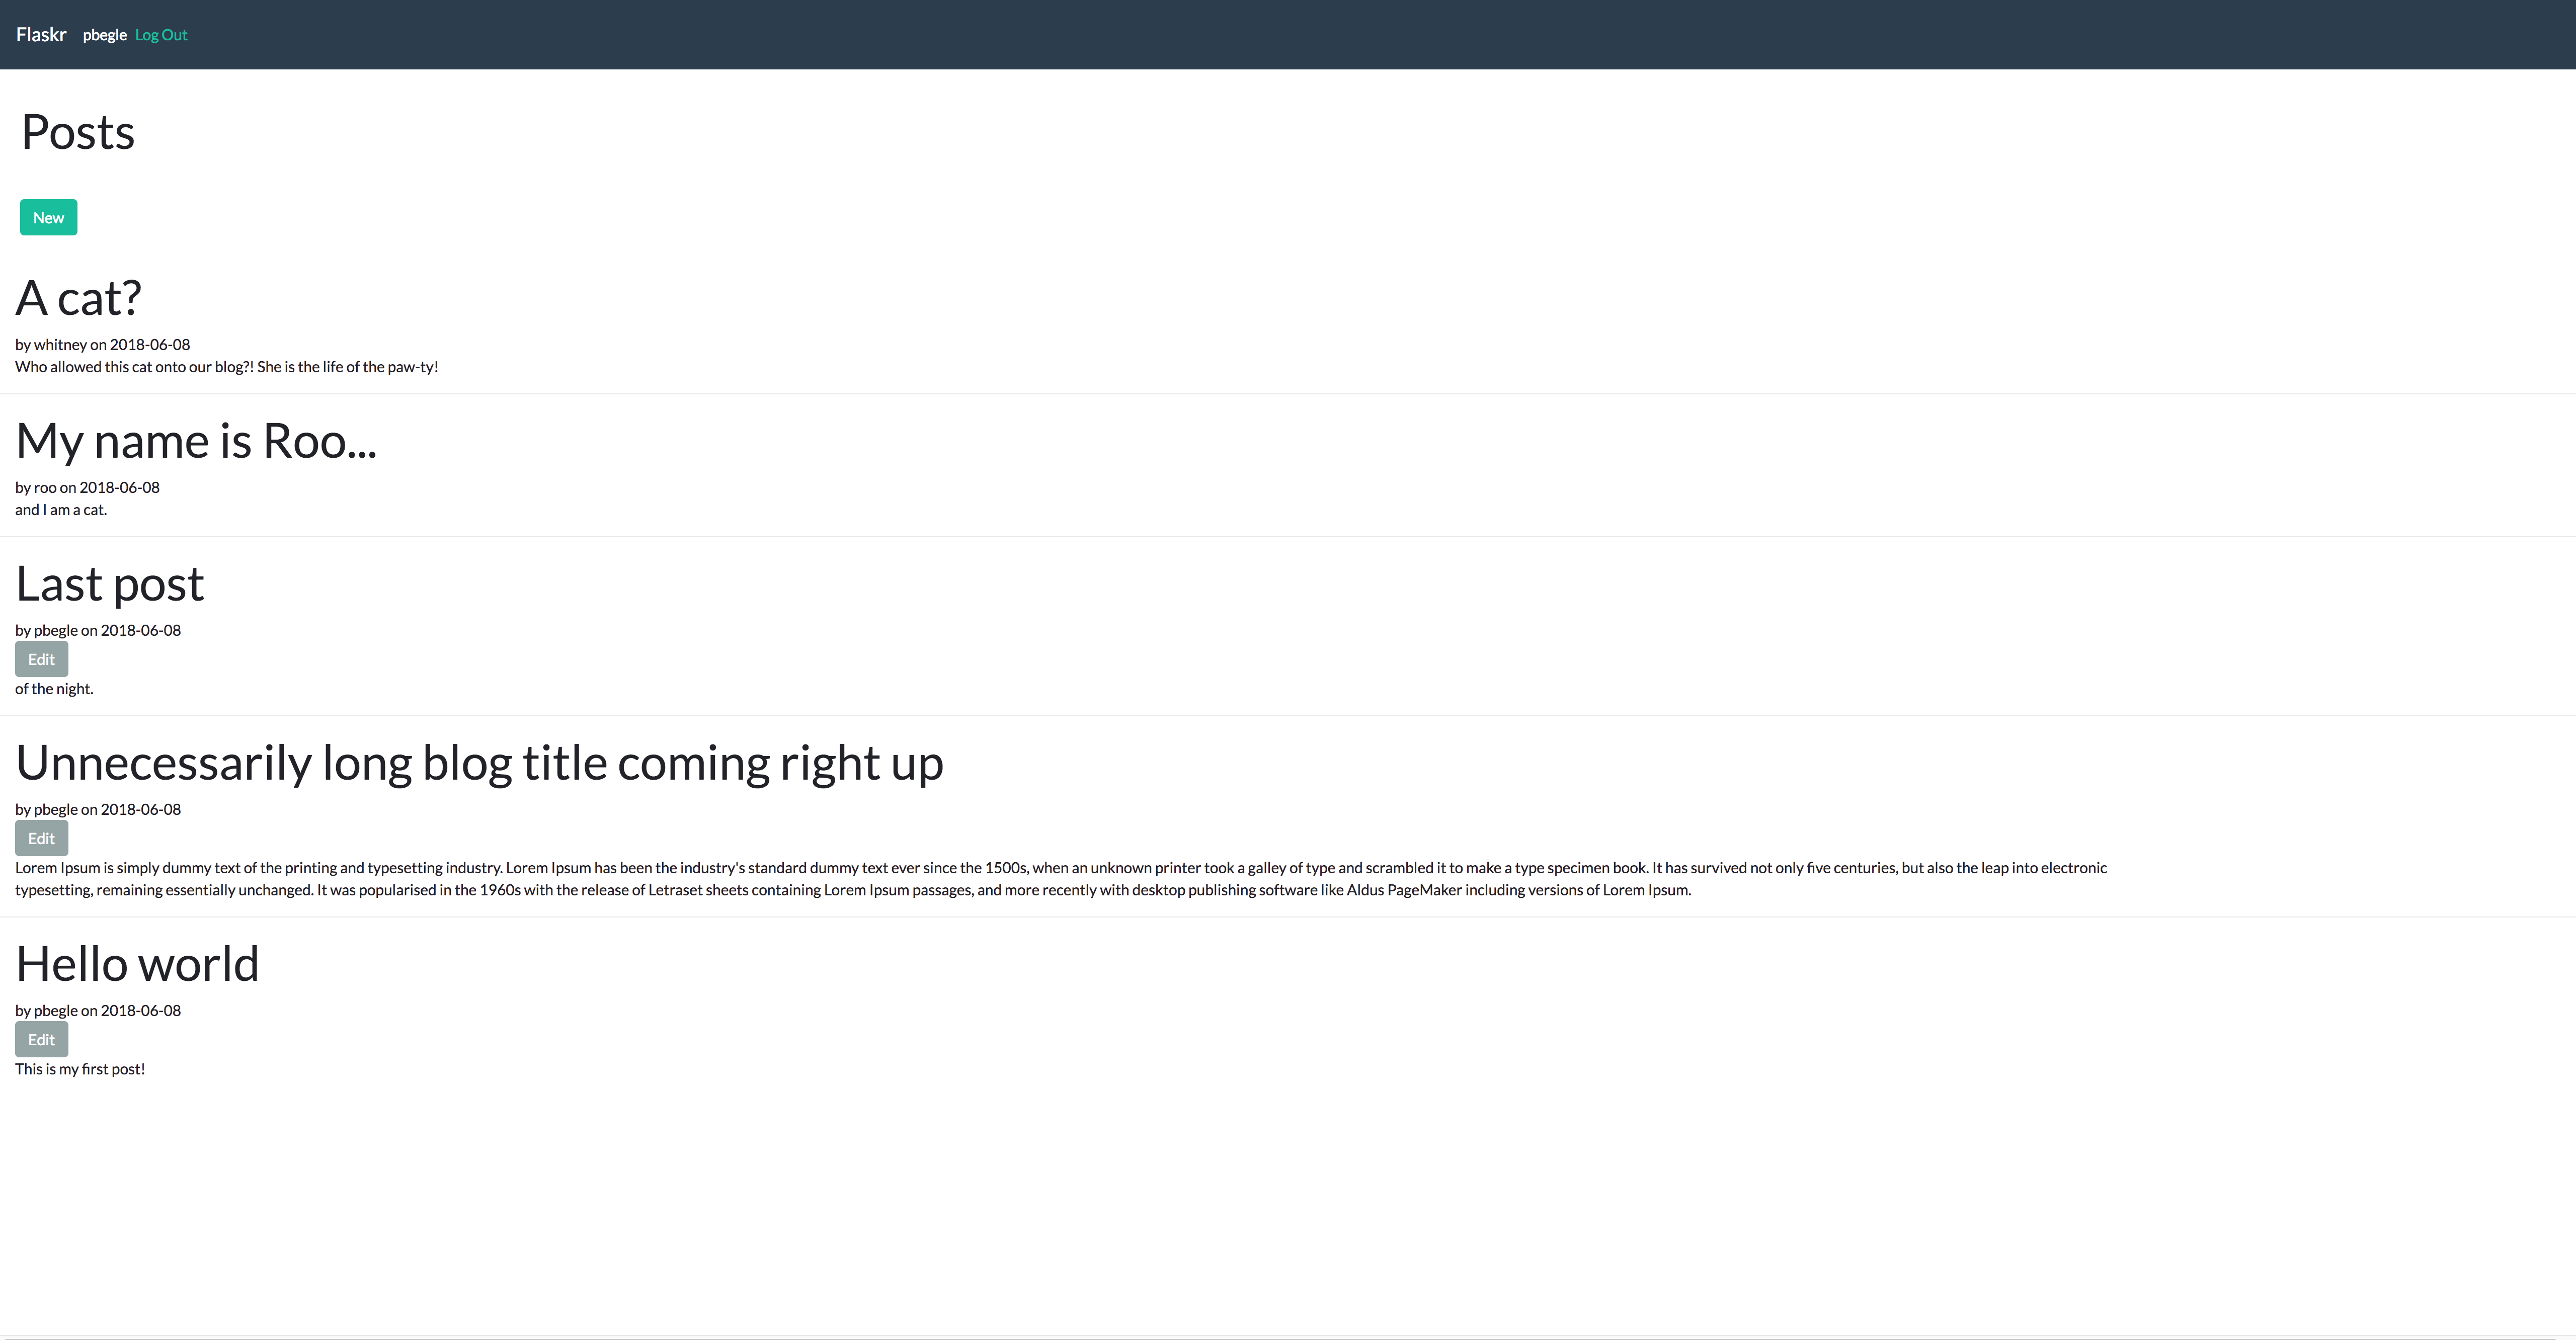 Flaskr pbegle Log Out
Posts
New
A cat?
by whitney on 2018-06-08
Who allowed this cat onto our blog?! She is the life of the paw-ty!
My name is Roo...
by roo on 2018-06-08
and I am a cat.
Last post
by pbegle on 2018-06-08
Edit
of the night.
Unnecessarily long blog title coming right up
by pbegle on 2018-06-08
Edit
Lorem Ipsum is simply dummy text of the printing and typesetting industry. Lorem Ipsum has been the industry's standard dummy text ever since the 1500s, when an unknown printer took a galley of type and scrambled it to make a type specimen book. It has survived not only five centuries, but also the leap into electronic
typesetting, remaining essentially unchanged. It was popularised in the 1960s with the release of Letraset sheets containing Lorem Ipsum passages, and more recently with desktop publishing software like Aldus PageMaker including versions of Lorem Ipsum.
Hello world
by pbegle on 2018-06-08
Edit
This is my first post!